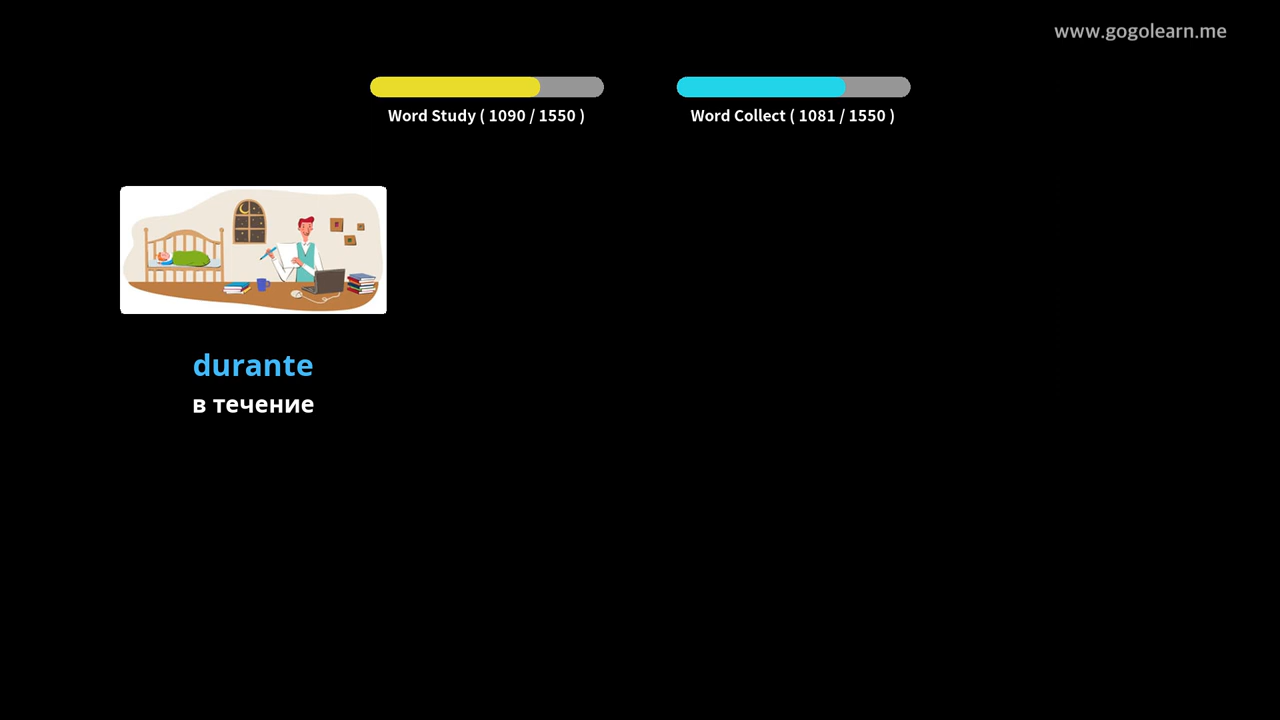 www.gogolearn.me
Word Study ( 1090 / 1550 )
Word Collect ( 1081 / 1550 )
durante
в течение